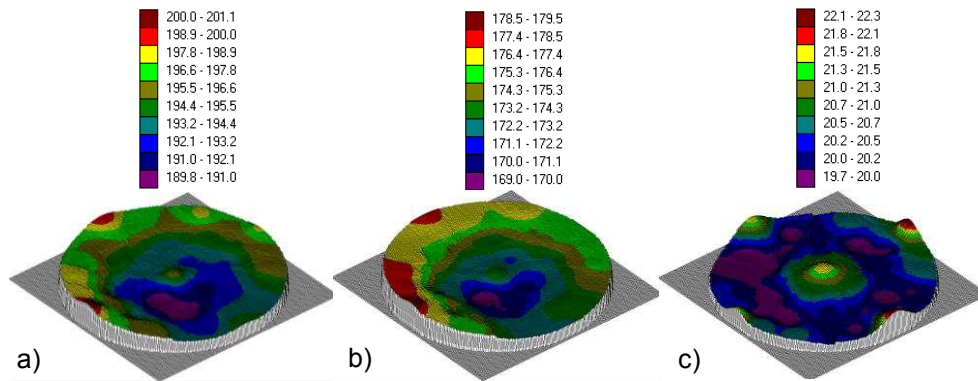 200.0 - 201.1
198.9 - 200.0
197.8 - 198.9
196.6 - 197.8
195.5 - 196.6
194.4 - 195.5
193.2 - 194.4
192.1 - 193.2
191.0 - 192.1
189.8 - 191.0
a)
178.5 - 179.5
177.4 - 178.5
176.4 - 177.4
175.3 - 176.4
174.3 - 175.3
173.2 - 174.3
172.2 - 173.2
171.1 - 172.2
170.0 - 171.1
169.0 - 170.0
b)
22.1 - 22.3
21.8 - 22.1
21.5 - 21.8
21.3 - 21.5
21.0 - 21.3
20.7 - 21.0
20.5 - 20.7
20.2 - 20.5
20.0 - 20.2
19.7 - 20.0
c)